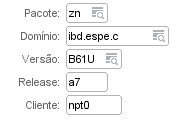 Pacote: zn
Domínio: ibd.espe.c
Versão: B61U
Release: a7
Cliente: npt0